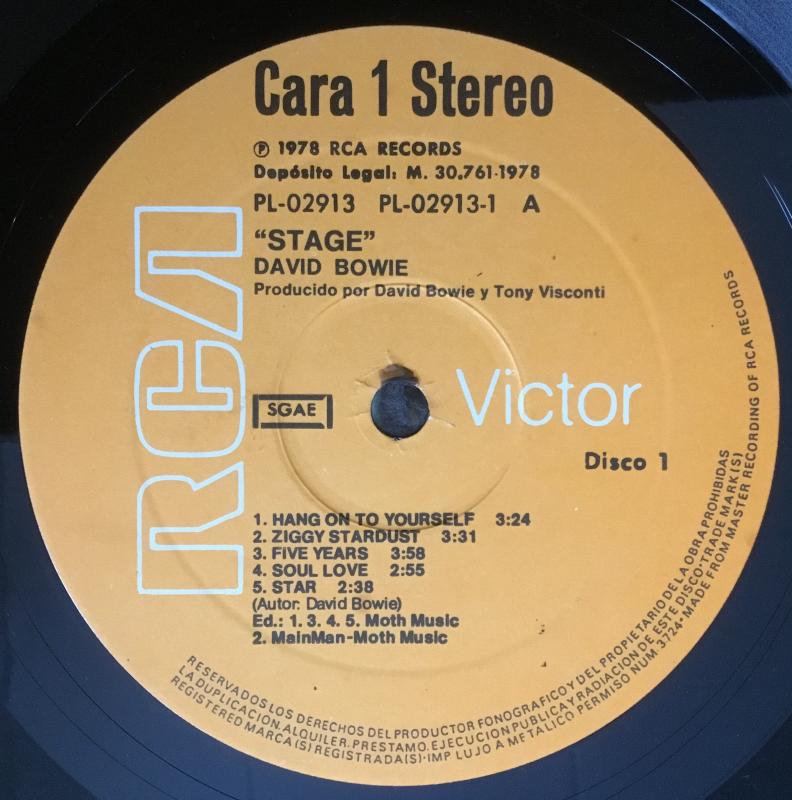 Cara 1 Stereo
℗ 1978 RCA RECORDS
Depósito Legal: M. 30.761-1978
PL-02913 PL-02913-1 A
“STAGE”
DAVID BOWIE
Producido por David Bowie y Tony Visconti
RCA
Victor
SGAE
Disco 1
1. HANG ON TO YOURSELF 3:24
2. ZIGGY STARDUST 3:31
3. FIVE YEARS 3:58
4. SOUL LOVE 2:55
5. STAR 2:38
(Autor: David Bowie)
Ed.: 1. 3. 4. 5. Moth Music
2. MainMan-Moth Music
RESERVADOS LOS DERECHOS DEL PRODUCTOR FONOGRAFICO Y DEL PROPIETARIO DE LA OBRA PROHIBIDAS
LA DUPLICACION, ALQUILER, PRESTAMO, EJECUCION PUBLICA Y RADIACION DE ESTE DISCO•TRADE MARK(S)
REGISTERED MARCA(S) REGISTRADA(S)•IMP LUJO A METALICO PERMISO NUM 3724•MADE FROM MASTER RECORDING OF RCA RECORDS